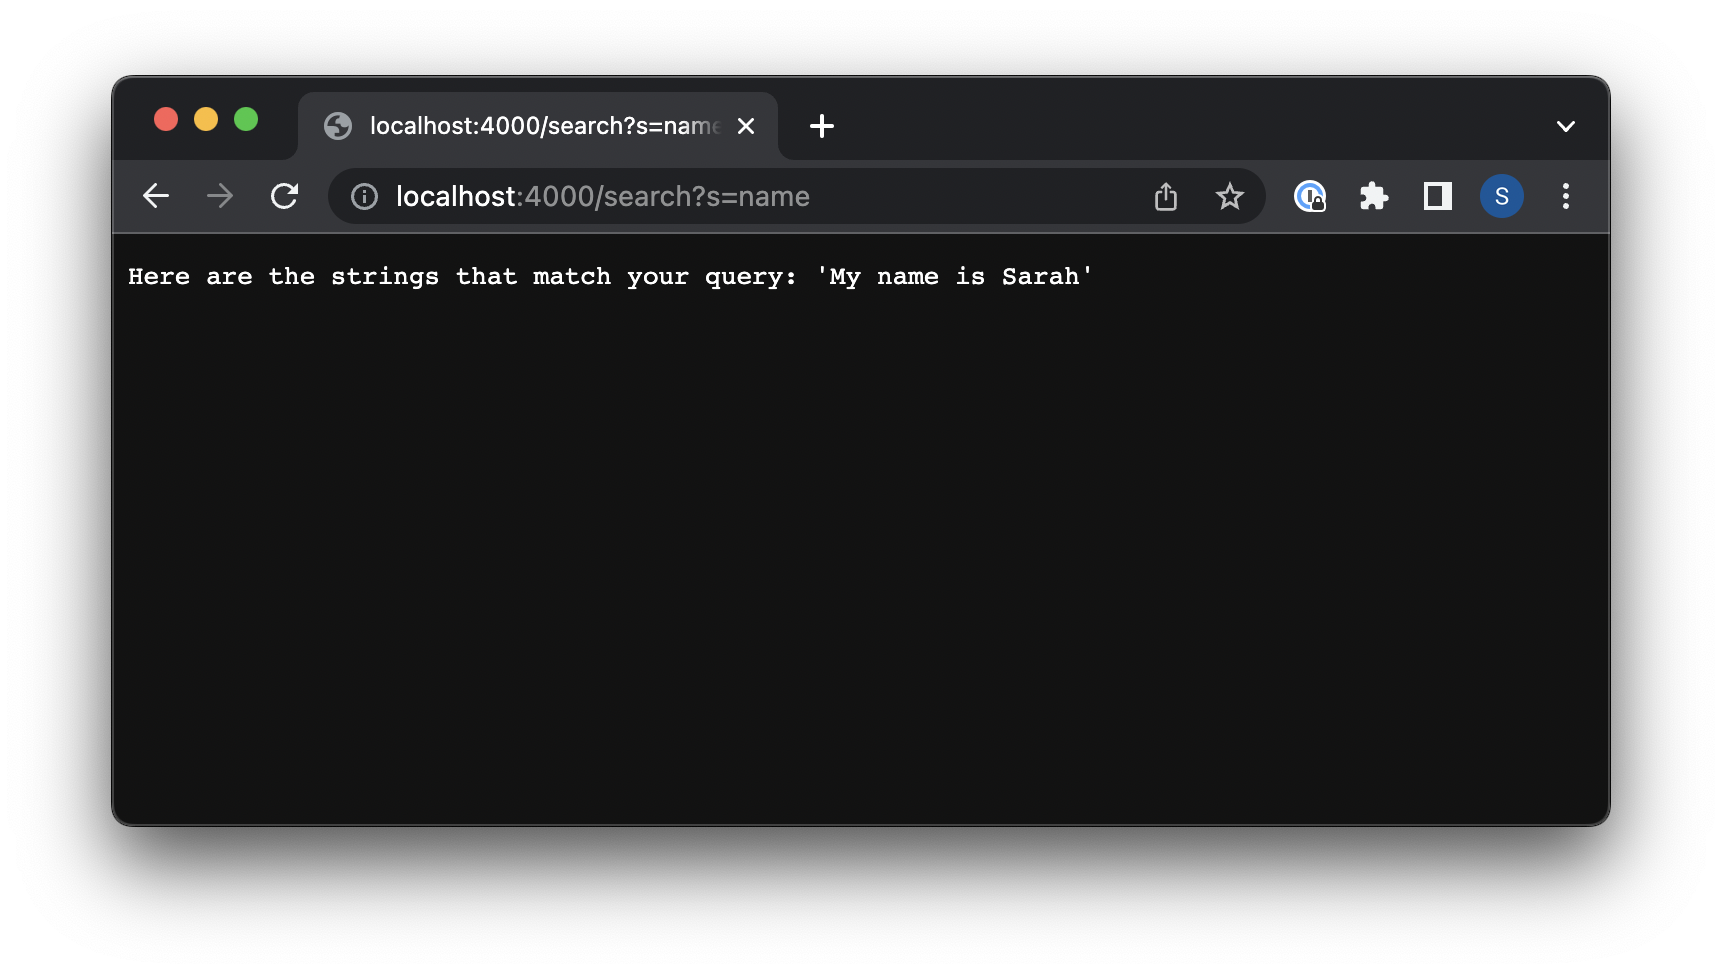 localhost:4000/search?s=name
localhost:4000/search?s=name
S
Here are the strings that match your query: 'My name is Sarah'